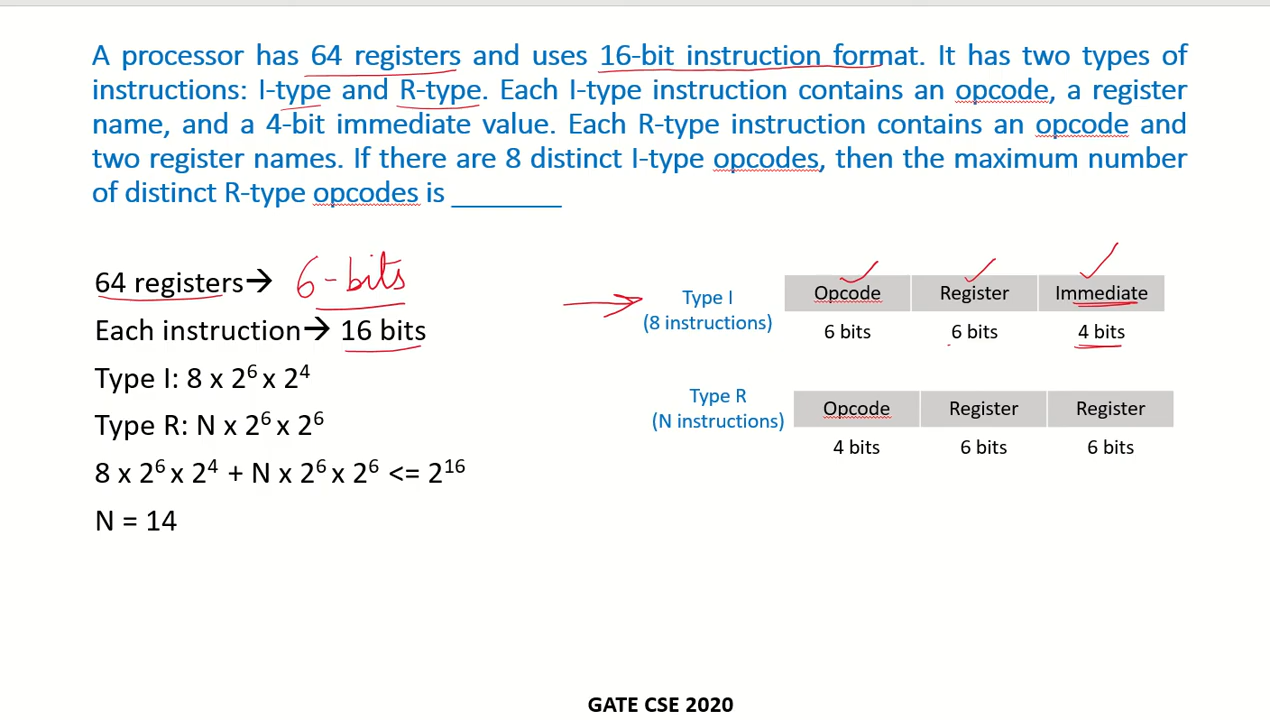 A processor has 64 registers and uses 16-bit instruction format. It has two types of
instructions: I-type and R-type. Each I-type instruction contains an opcode, a register
name, and a 4-bit immediate value. Each R-type instruction contains an opcode and
two register names. If there are 8 distinct I-type opcodes, then the maximum number
of distinct R-type opcodes is ________
64 registers→ 6-bits
Each instruction→ 16 bits
Type I: 8 x 2⁶ x 2⁴
Type R: N x 2⁶ x 2⁶
8 x 2⁶ x 2⁴ + N x 2⁶ x 2⁶ <= 2¹⁶
N = 14
Type I
(8 instructions)
Opcode Register Immediate
6 bits 6 bits 4 bits
Type R
(N instructions)
Opcode Register Register
4 bits 6 bits 6 bits
GATE CSE 2020